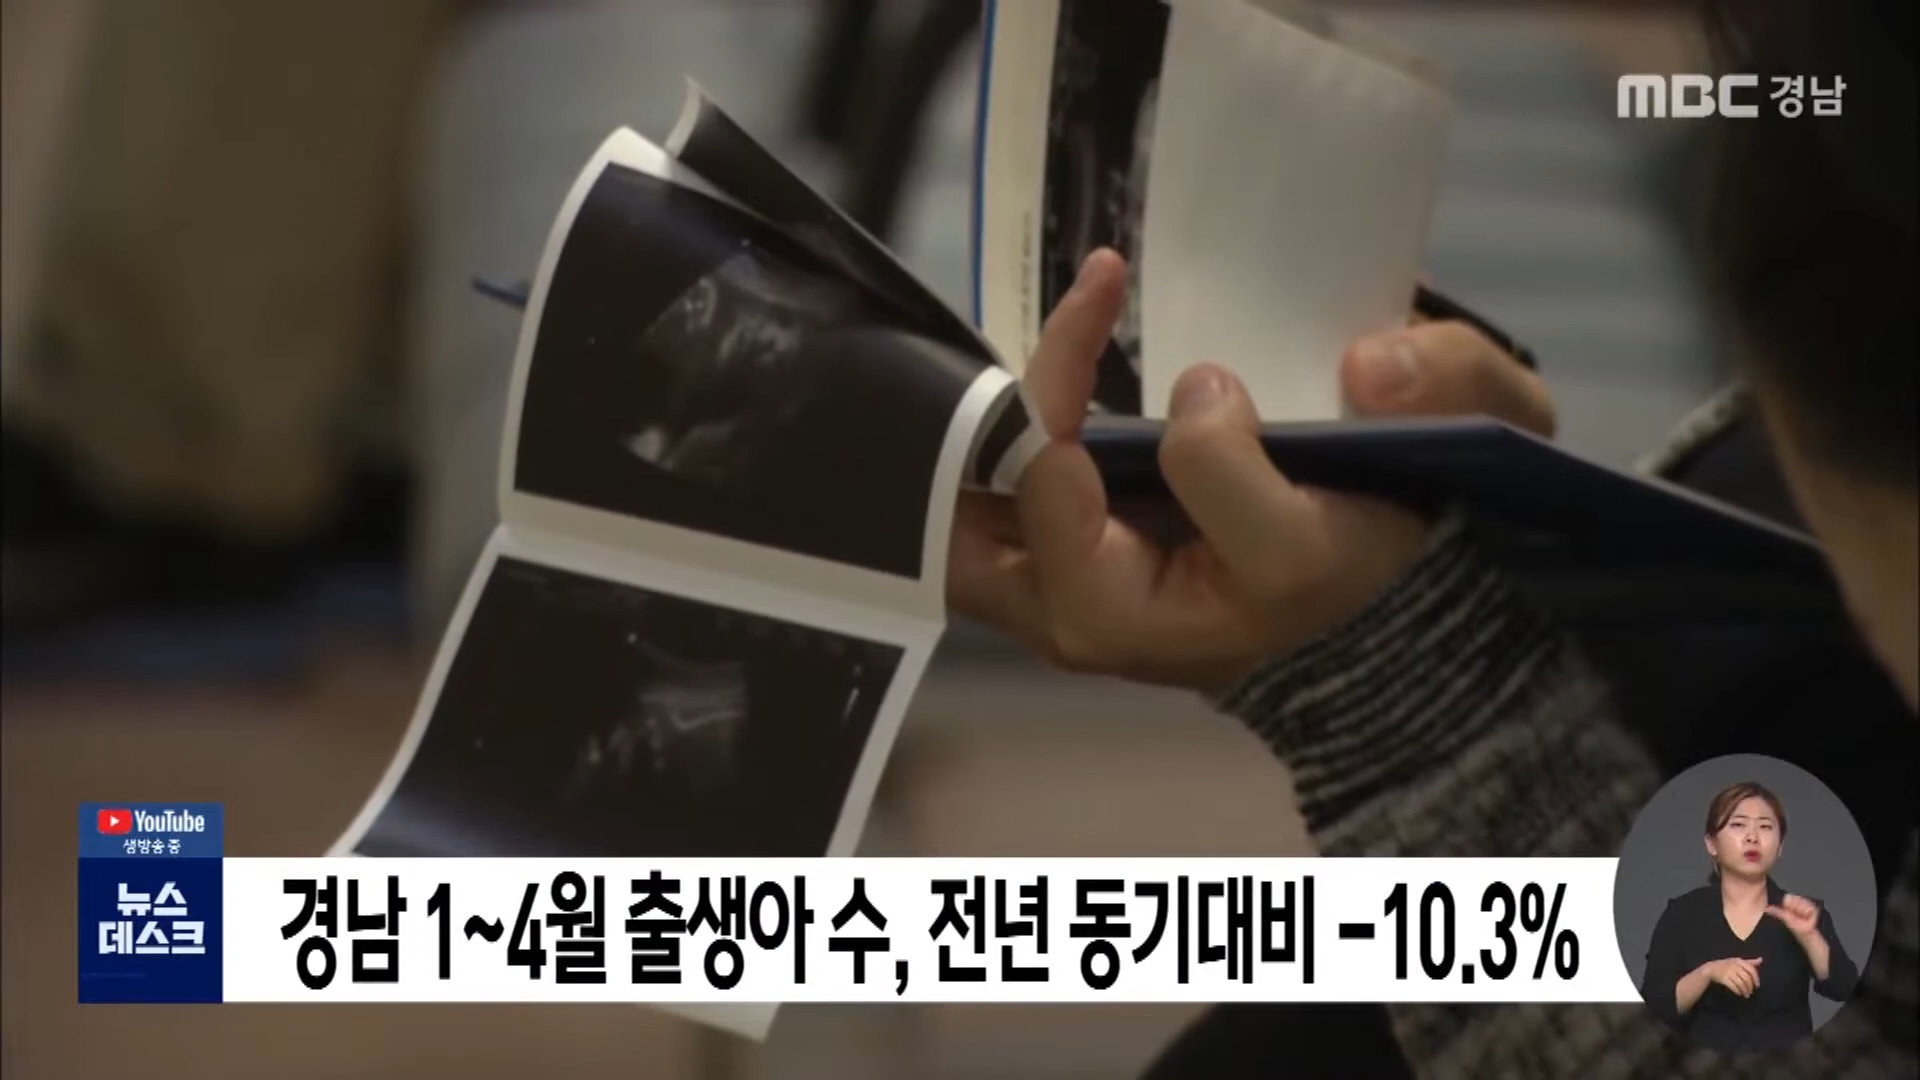 MBC 경남
YouTube
생방송 중
뉴스
데스크
경남 1~4월 출생아 수, 전년 동기대비 -10.3%